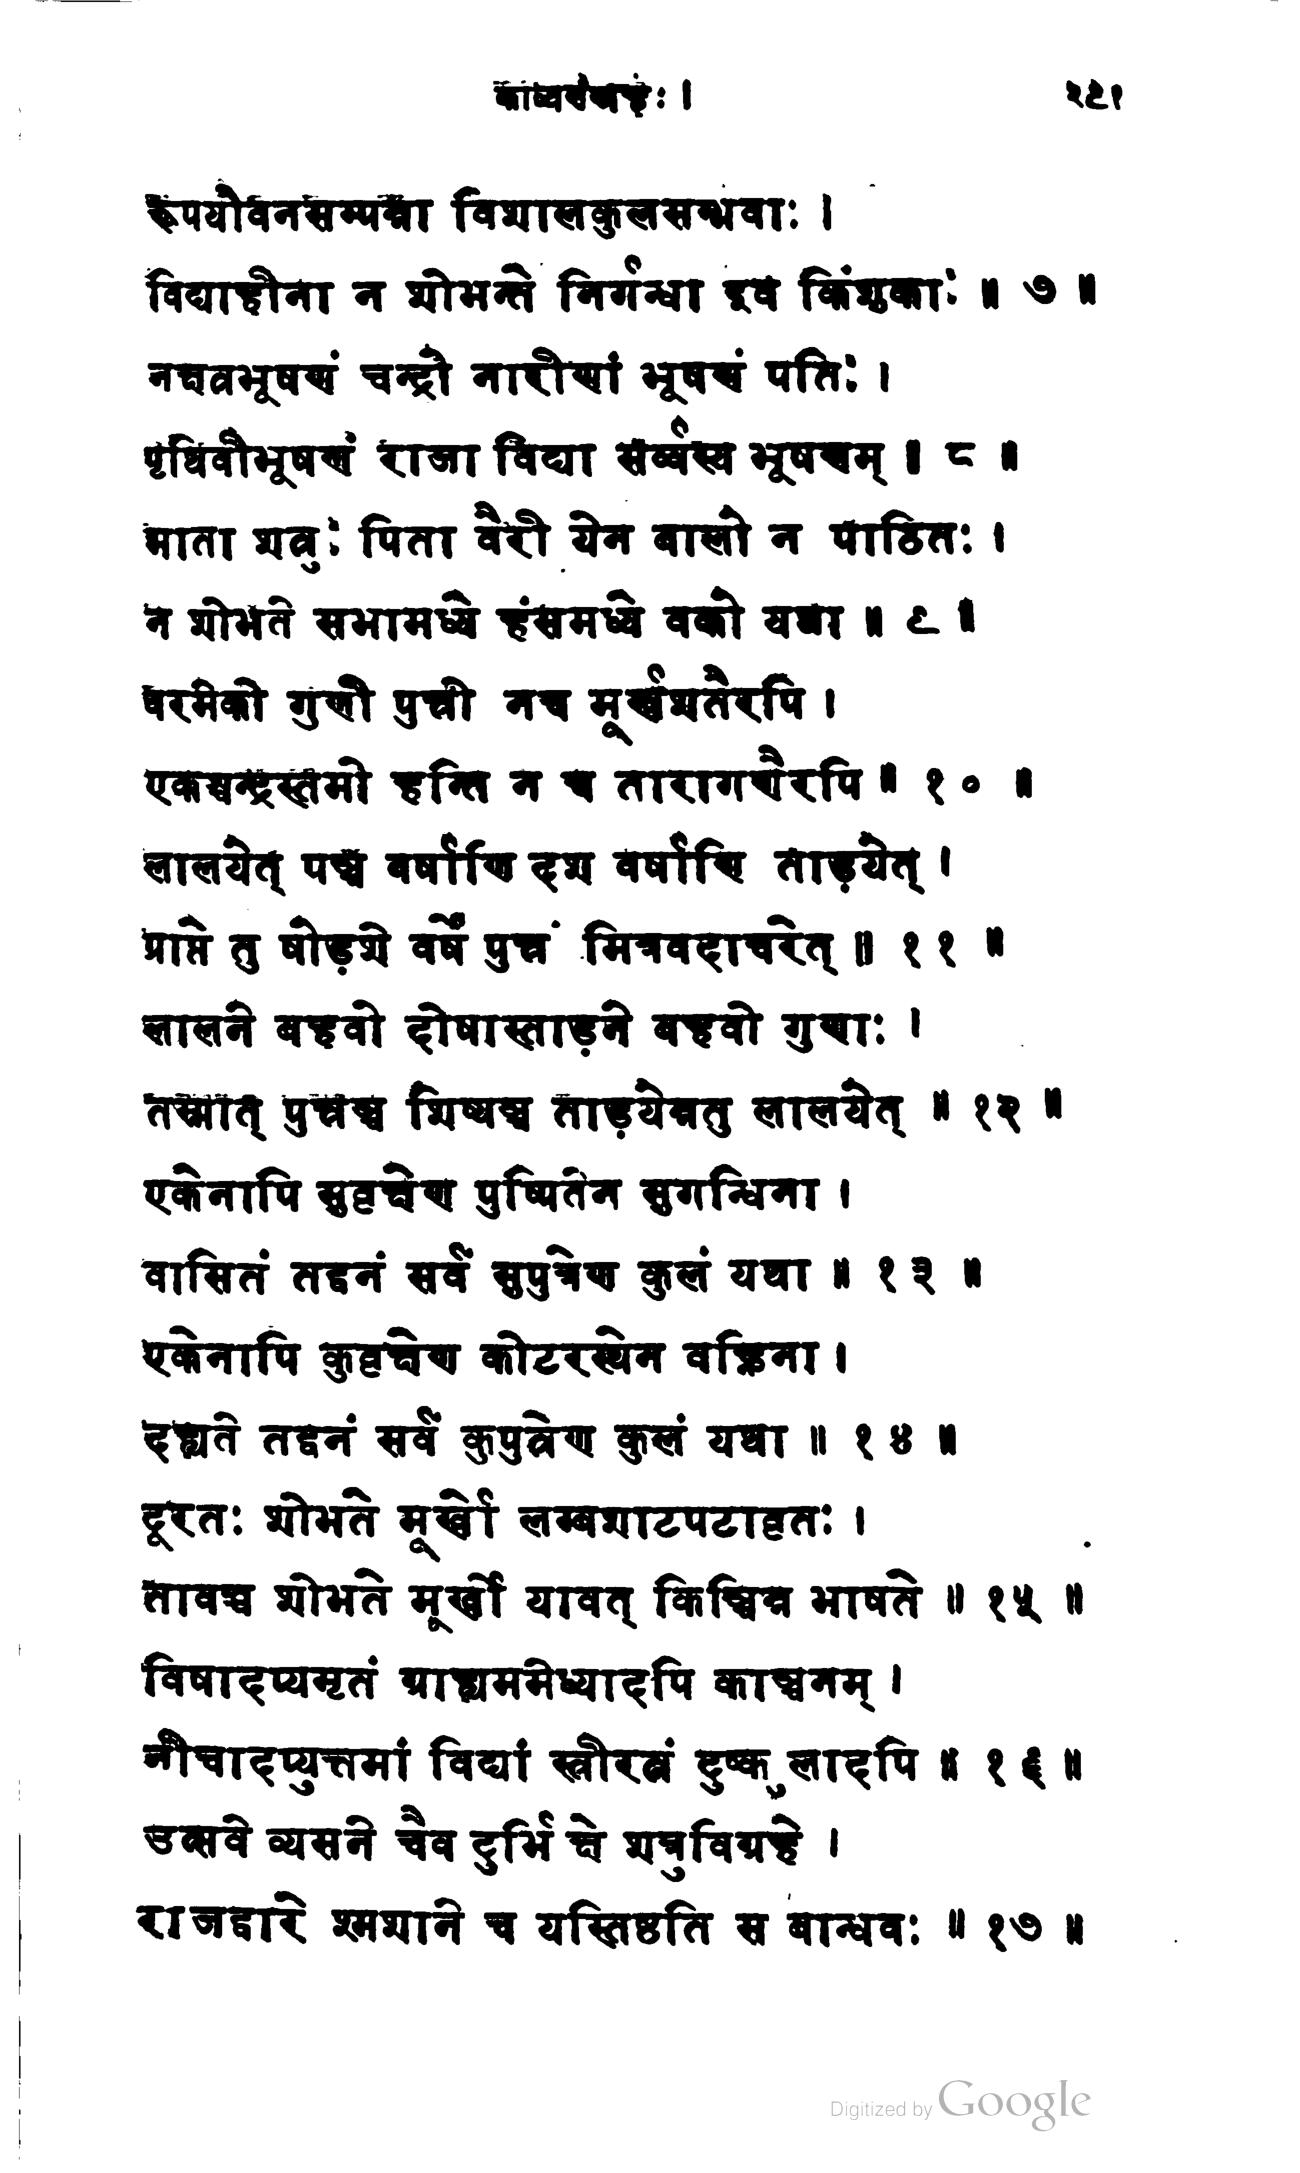 काव्यसंग्रहः । २९१
रूपयौवनसम्पन्ना विशालकुलसम्भवाः ।
विद्याहीना न शोभन्ते निर्गन्धा इव किंशुकाः ॥ ७ ॥
नक्षत्रभूषणं चन्द्रो नारीणां भूषणं पतिः ।
पृथिवीभूषणं राजा विद्या सर्व्वस्य भूषणम् ॥ ८ ॥
माता शत्रुः पिता वैरी येन बालो न पाठितः ।
न शोभते सभामध्ये हंसमध्ये वको यथा ॥ ९ ॥
वरमेको गुणी पुत्त्रो नच मूर्खशतैरपि ।
एकश्चन्द्रस्तमो हन्ति न च तारागणैरपि ॥ १० ॥
लालयेत् पञ्च वर्षाणि दश वर्षाणि ताड़येत् ।
प्राप्ते तु षोड़शे वर्षे पुत्त्रं मित्रवदाचरेत् ॥ ११ ॥
लालने बहवो दोषास्ताड़ने बहवो गुणाः ।
तस्मात् पुत्त्रञ्च शिष्यञ्च ताड़येन्नतु लालयेत् ॥ १२ ॥
एकेनापि सुवृक्षेण पुष्पितेन सुगन्धिना ।
वासितं तद्वनं सर्वं सुपुत्रेण कुलं यथा ॥ १३ ॥
एकेनापि कुवृक्षेण कोटरस्थेन वह्निना ।
दह्यते तद्वनं सर्वं कुपुत्रेण कुलं यथा ॥ १४ ॥
दूरतः शोभते मूर्खो लम्बशाटपटावृतः ।
तावच्च शोभते मूर्खो यावत् किञ्चिन्न भाषते ॥ १५ ॥
विषादप्यमृतं ग्राह्यममेध्यादपि काञ्चनम् ।
नीचादप्युत्तमां विद्यां स्त्रीरत्नं दुष्कुलादपि ॥ १६ ॥
उत्सवे व्यसने चैव दुर्भिक्षे शत्रुविग्रहे ।
राजद्वारे श्मशाने च यस्तिष्ठति स बान्धवः ॥ १७ ॥
Digitized by Google